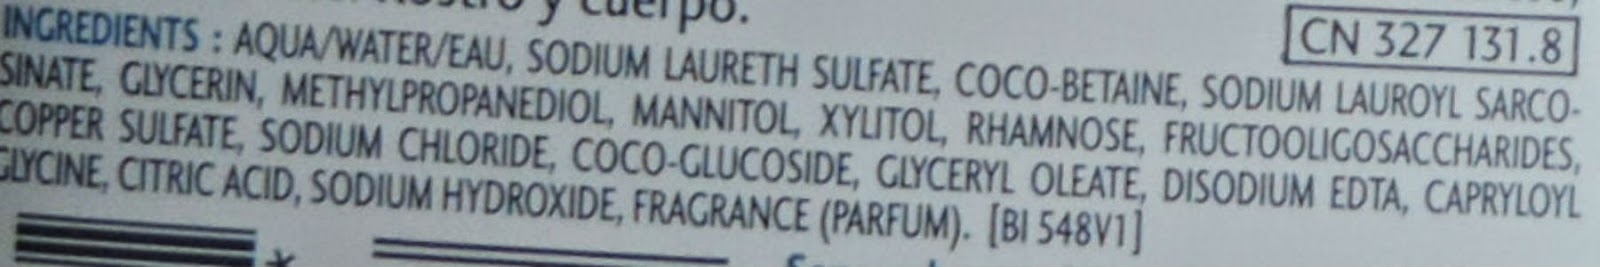 y cuerpo.
CN 327 131.8
INGREDIENTS : AQUA/WATER/EAU, SODIUM LAURETH SULFATE, COCO-BETAINE, SODIUM LAUROYL SARCO-
SINATE, GLYCERIN, METHYLPROPANEDIOL, MANNITOL, XYLITOL, RHAMNOSE, FRUCTOOLIGOSACCHARIDES,
COPPER SULFATE, SODIUM CHLORIDE, COCO-GLUCOSIDE, GLYCERYL OLEATE, DISODIUM EDTA, CAPRYLOYL
GLYCINE, CITRIC ACID, SODIUM HYDROXIDE, FRAGRANCE (PARFUM). [BI 548V1]
*